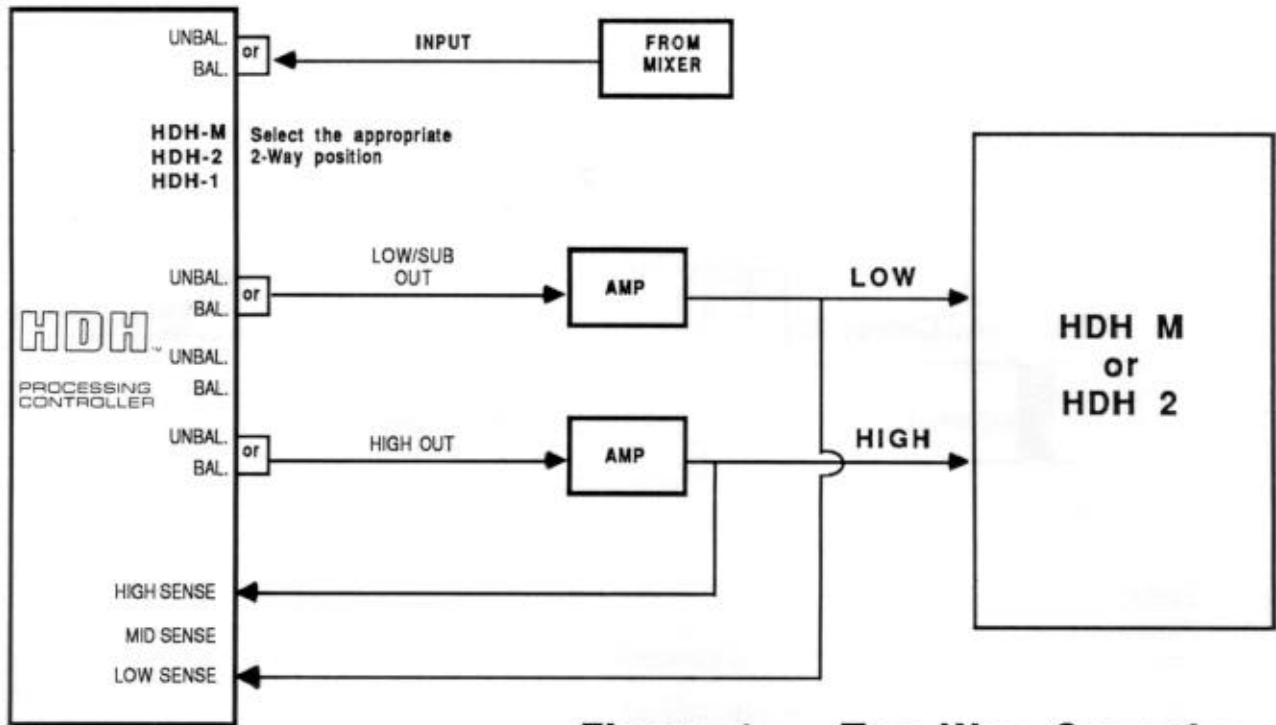 UNBAL.
or
BAL.
INPUT
FROM
MIXER
HDH-M
HDH-2
HDH-1
Select the appropriate
2-Way position
UNBAL.
or
BAL.
LOW/SUB
OUT
AMP
LOW
HDH™
PROCESSING
CONTROLLER
UNBAL.
BAL.
UNBAL.
or
BAL.
HIGH OUT
AMP
HIGH
HDH M
or
HDH 2
HIGH SENSE
MID SENSE
LOW SENSE